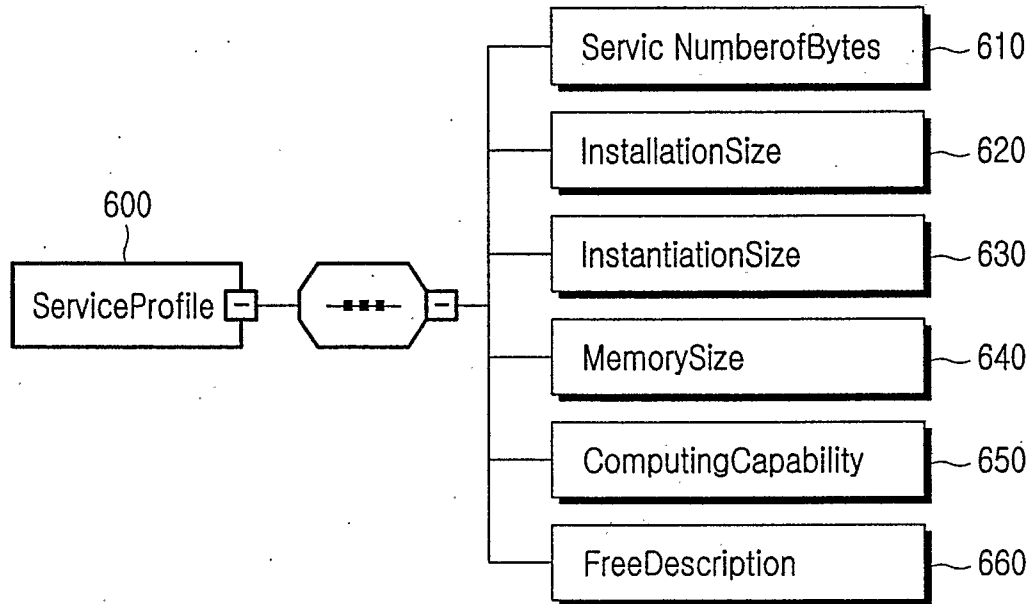 Servic NumberofBytes 610
InstallationSize 620
600
InstantiationSize 630
ServiceProfile
MemorySize 640
ComputingCapability 650
FreeDescription 660